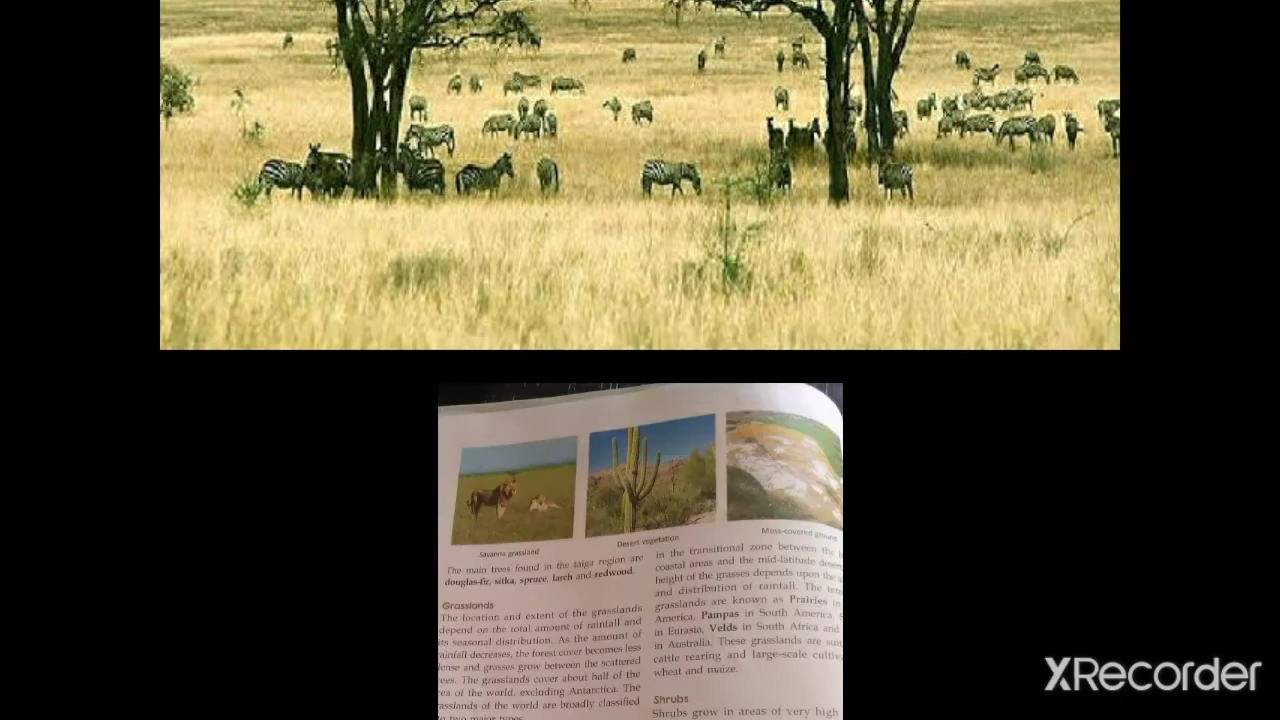 Savanna grassland
Desert vegetation
Moss-covered ground
The main trees found in the taiga region are
douglas-fir, sitka, spruce, larch and redwood.
Grasslands
The location and extent of the grasslands
depend on the total amount of rainfall and
its seasonal distribution. As the amount of
rainfall decreases, the forest cover becomes less
dense and grasses grow between the scattered
trees. The grasslands cover about half of the
area of the world, excluding Antarctica. The
grasslands of the world are broadly classified
two major types
in the transitional zone between the
coastal areas and the mid-latitude
height of the grasses depends upon the
and distribution of rainfall. The
grasslands are known as Prairies in
America, Pampas in South America,
in Eurasia, Velds in South Africa and
in Australia. These grasslands are
cattle rearing and large-scale
wheat and maize.
Shrubs
Shrubs grow in areas of very high
XRecorder